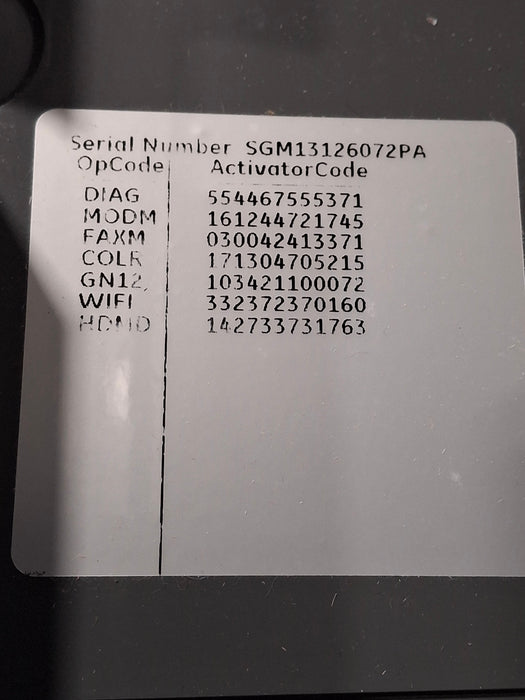 Serial Number SGM13126072PA
OpCode ActivatorCode
DIAG 554467555371
MODM 161244721745
FAXM 030042413371
COLR 171304705215
GN12, 103421100072
WIFI 332372370160
142733731763